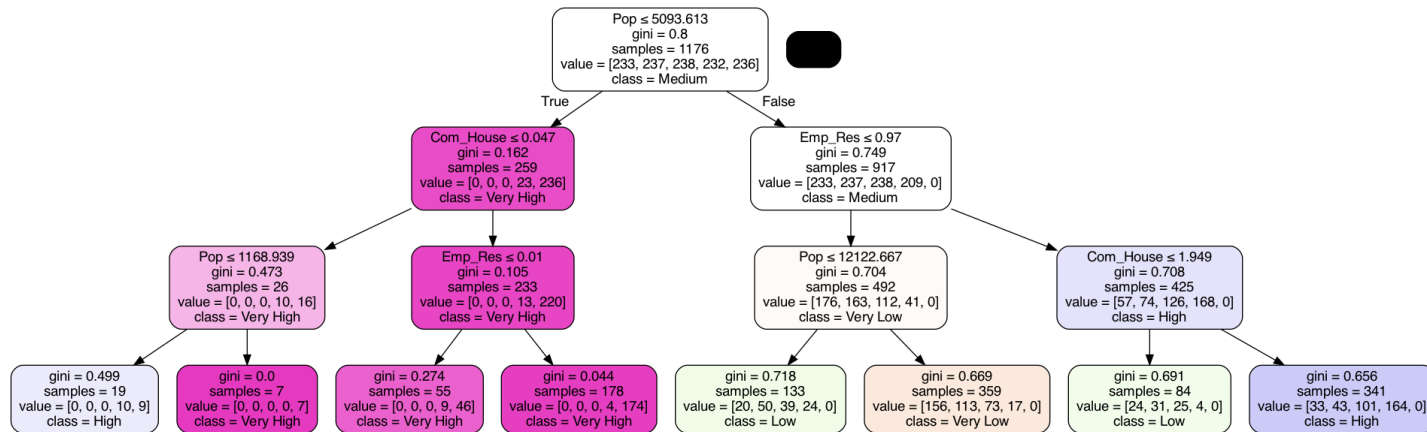 Pop ≤ 5093.613
gini = 0.8
samples = 1176
value = [233, 237, 238, 232, 236]
class = Medium
True
False
Com_House ≤ 0.047
gini = 0.162
samples = 259
value = [0, 0, 0, 23, 236]
class = Very High
Emp_Res ≤ 0.97
gini = 0.749
samples = 917
value = [233, 237, 238, 209, 0]
class = Medium
Pop ≤ 1168.939
gini = 0.473
samples = 26
value = [0, 0, 0, 10, 16]
class = Very High
Emp_Res ≤ 0.01
gini = 0.105
samples = 233
value = [0, 0, 0, 13, 220]
class = Very High
Pop ≤ 12122.667
gini = 0.704
samples = 492
value = [176, 163, 112, 41, 0]
class = Very Low
Com_House ≤ 1.949
gini = 0.708
samples = 425
value = [57, 74, 126, 168, 0]
class = High
gini = 0.499
samples = 19
value = [0, 0, 0, 10, 9]
class = High
gini = 0.0
samples = 7
value = [0, 0, 0, 0, 7]
class = Very High
gini = 0.274
samples = 55
value = [0, 0, 0, 9, 46]
class = Very High
gini = 0.044
samples = 178
value = [0, 0, 0, 4, 174]
class = Very High
gini = 0.718
samples = 133
value = [20, 50, 39, 24, 0]
class = Low
gini = 0.669
samples = 359
value = [156, 113, 73, 17, 0]
class = Very Low
gini = 0.691
samples = 84
value = [24, 31, 25, 4, 0]
class = Low
gini = 0.656
samples = 341
value = [33, 43, 101, 164, 0]
class = High